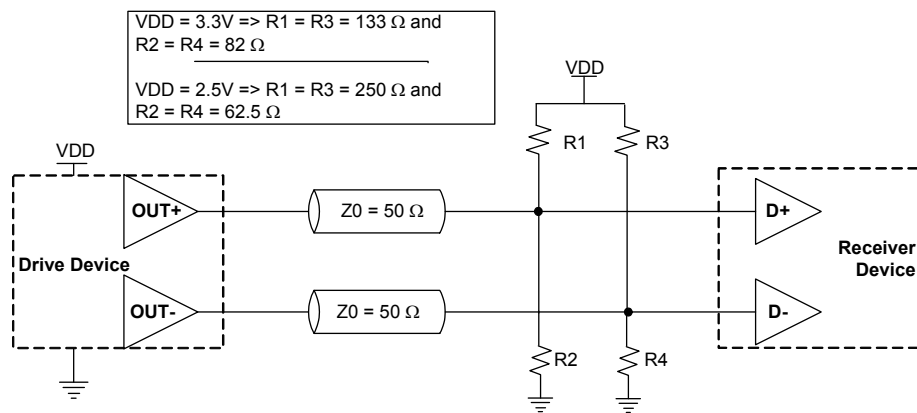 VDD = 3.3V => R1 = R3 = 133 Ω and
R2 = R4 = 82 Ω
VDD = 2.5V => R1 = R3 = 250 Ω and
R2 = R4 = 62.5 Ω
VDD
R1
R3
VDD
OUT+
Z0 = 50 Ω
D+
Drive Device
Receiver
Device
OUT-
Z0 = 50 Ω
D-
R2
R4